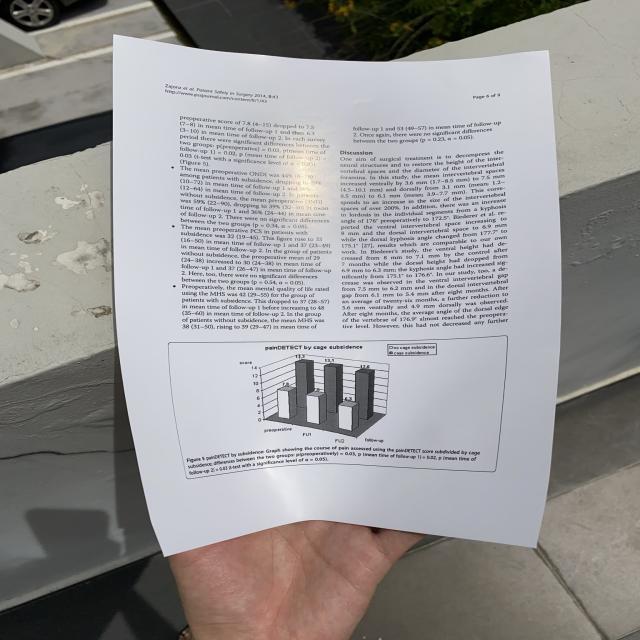 Zajonz et al. Patient Safety in Surgery 2014, 8:43
http://www.pssjournal.com/content/8/1/43
Page 6 of 9
preoperative score of 7.8 (4–15) dropped to 7.5
(7–8) in mean time of follow-up 1 and then 6.3
(3–10) in mean time of follow-up 2. In each survey
period there were significant differences between the
two groups: p(preoperative) = 0.03, p(mean time of
follow-up 1) = 0.02, p (mean time of follow-up 2) =
0.03 (t-test with a significance level of α = 0.05)
(Figure 5).
• The mean preoperative ONDI was 44%
(10–72) in mean time of follow-up 1 and
(12–64) in mean time of follow-up 2. In patients
without subsidence, the mean preoperative ONDI
was 59% (22–90), dropping to 39% (32–50) in mean time
of follow-up 1 and 36% (24–44) in mean time
of follow-up 2. There were no significant differences
between the two groups (p = 0.34, α = 0.05).
• The mean preoperative PCS in patients with
subsidence was 32 (16–47). This figure rose to 33
(16–50) in mean time of follow-up 1 and 37 (23–49)
in mean time of follow-up 2. In the group of patients
without subsidence, the preoperative mean of 29
(24–38) increased to 30 (24–38) in mean time of
follow-up 1 and 37 (26–47) in mean time of follow-up
2. Here, too, there were no significant differences
between the two groups (p = 0.54, α = 0.05).
• Preoperatively, the mean mental quality of life rated
using the MHS was 43 (29–55) for the group of
patients with subsidence. This dropped to 37 (26–57)
in mean time of follow-up 1 before increasing to 48
(35–60) in mean time of follow-up 2. In the group
of patients without subsidence, the mean MHS was
38 (31–50), rising to 39 (29–47) in mean time of
follow-up 1 and 53 (49–57) in mean time of follow-up
2. Once again, there were no significant differences
between the two groups (p = 0.23, α = 0.05).
Discussion
One aim of surgical treatment is to decompress the
neural structures and to restore the height of the inter-
vertebral spaces and the diameter of the intervertebral
foramina. In this study, the mean intervertebral spaces
increased ventrally by 3.6 mm (1.7–8.5 mm) to 7.5 mm
(4.5–10.1 mm) and dorsally from 3.1 mm (mean; 1.2–
5.5 mm) to 6.1 mm (mean; 3.9–7.7 mm). This corre-
sponds to an increase in the size of the intervertebral
spaces of over 200%. In addition, there was an increase
in lordosis in the individual segments from a kyphosis
angle of 176° preoperatively to 172.5°. Biederer et al. re-
ported the ventral intervertebral space increasing to
8 mm and the dorsal intervertebral space to 6.9 mm
while the dorsal kyphosis angle changed from 177.7° to
175.1° [27], results which are comparable to our own
work. In Biederer's study, the ventral height had de-
creased from 8 mm to 7.1 mm by the control after
7 months while the dorsal height had dropped from
6.9 mm to 6.3 mm; the kyphosis angle had increased sig-
nificantly from 175.1° to 176.6°. In our study, too, a de-
crease was observed in the ventral intervertebral gap
from 7.5 mm to 6.2 mm and in the dorsal intervertebral
gap from 6.1 mm to 5.4 mm after eight months. After
an average of twenty-six months, a further reduction to
5.6 mm ventrally and 4.9 mm dorsally was observed.
After eight months, the average angle of the dorsal edge
of the vertebrae of 176.9° almost reached the preopera-
tive level. However, this had not decreased any further
painDETECT by cage subsidence
no cage subsidence
cage subsidence
score
14
12
10
8
6
4
2
0
13,3
13,1
12,6
7,8
7,5
6,3
preoperative
FU1
FU2
follow-up
Figure 5 painDETECT by subsidence: Graph showing the course of pain assessed using the painDETECT score subdivided by cage
subsidence; differences between the two groups: p(preoperatively) = 0.03, p (mean time of follow-up 1) = 0.02, p (mean time of
follow-up 2) = 0.03 (t-test with a significance level of α = 0.05).